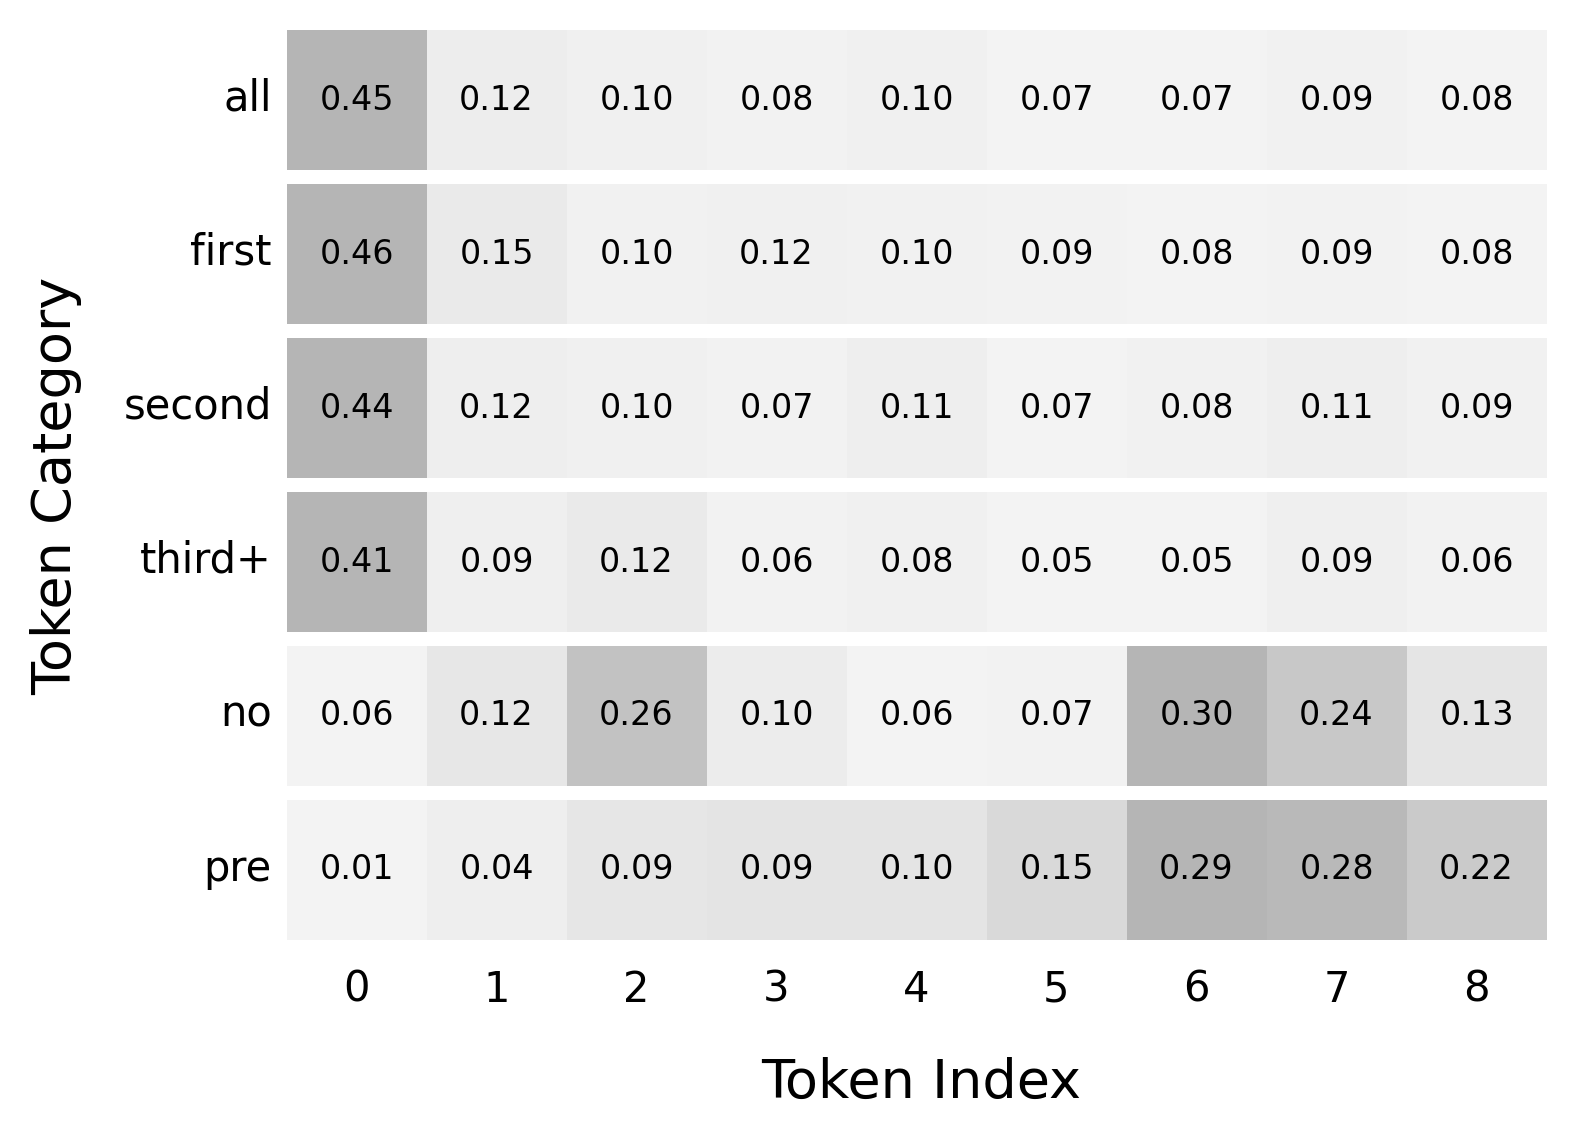 Token Category
all 0.45 0.12 0.10 0.08 0.10 0.07 0.07 0.09 0.08
first 0.46 0.15 0.10 0.12 0.10 0.09 0.08 0.09 0.08
second 0.44 0.12 0.10 0.07 0.11 0.07 0.08 0.11 0.09
third+ 0.41 0.09 0.12 0.06 0.08 0.05 0.05 0.09 0.06
no 0.06 0.12 0.26 0.10 0.06 0.07 0.30 0.24 0.13
pre 0.01 0.04 0.09 0.09 0.10 0.15 0.29 0.28 0.22
0 1 2 3 4 5 6 7 8
Token Index